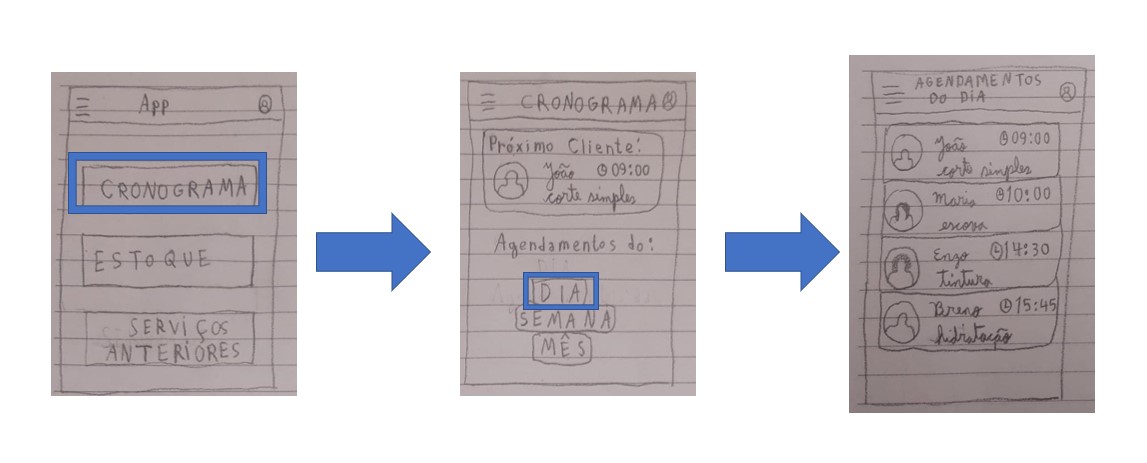 App
CRONOGRAMA
ESTOQUE
SERVIÇOS
ANTERIORES
CRONOGRAMA
Próximo Cliente:
João 09:00
corte simples
Agendamentos do:
DIA
SEMANA
MÊS
AGENDAMENTOS
DO DIA
João 09:00
corte simples
Maria 10:00
escova
Enzo 14:30
tintura
Breno 15:45
hidratação